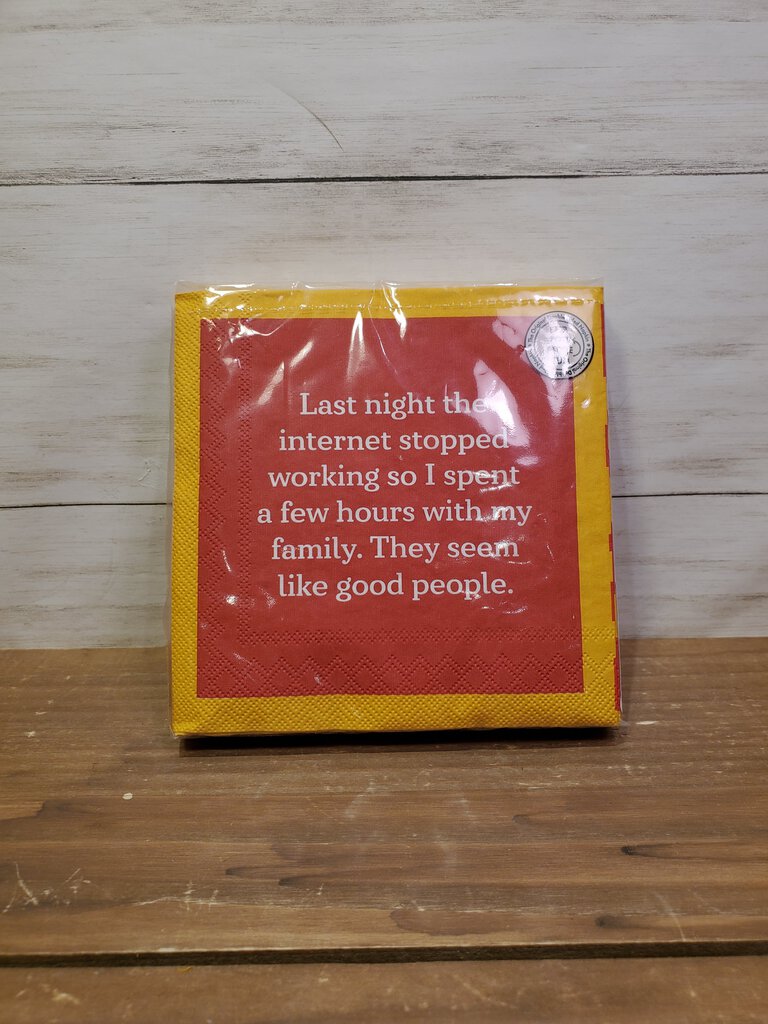 Last night the
internet stopped
working so I spent
a few hours with my
family. They seem
like good people.